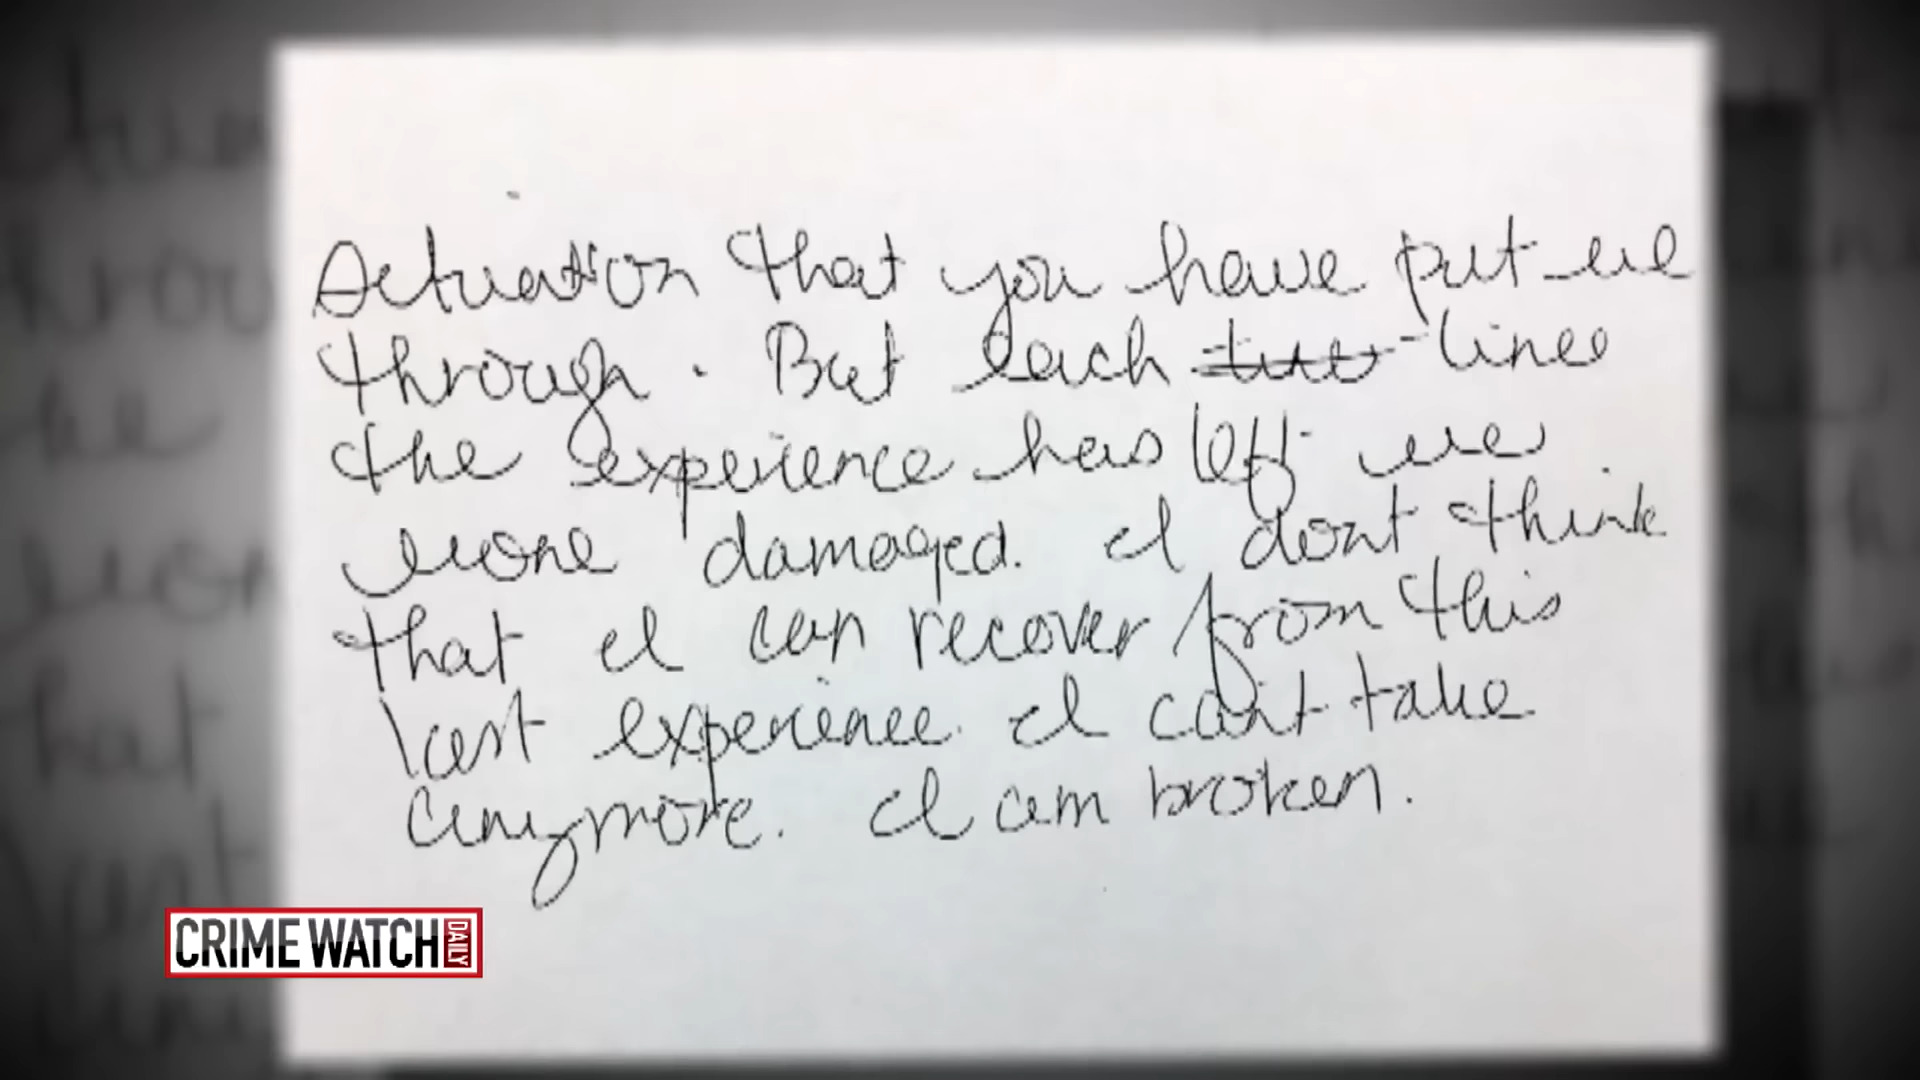 situation that you have put me
through. But each time
the experience has left me
more damaged. I dont think
that I can recover from this
last experience. I can't take
anymore. I am broken.
CRIME WATCH DAILY